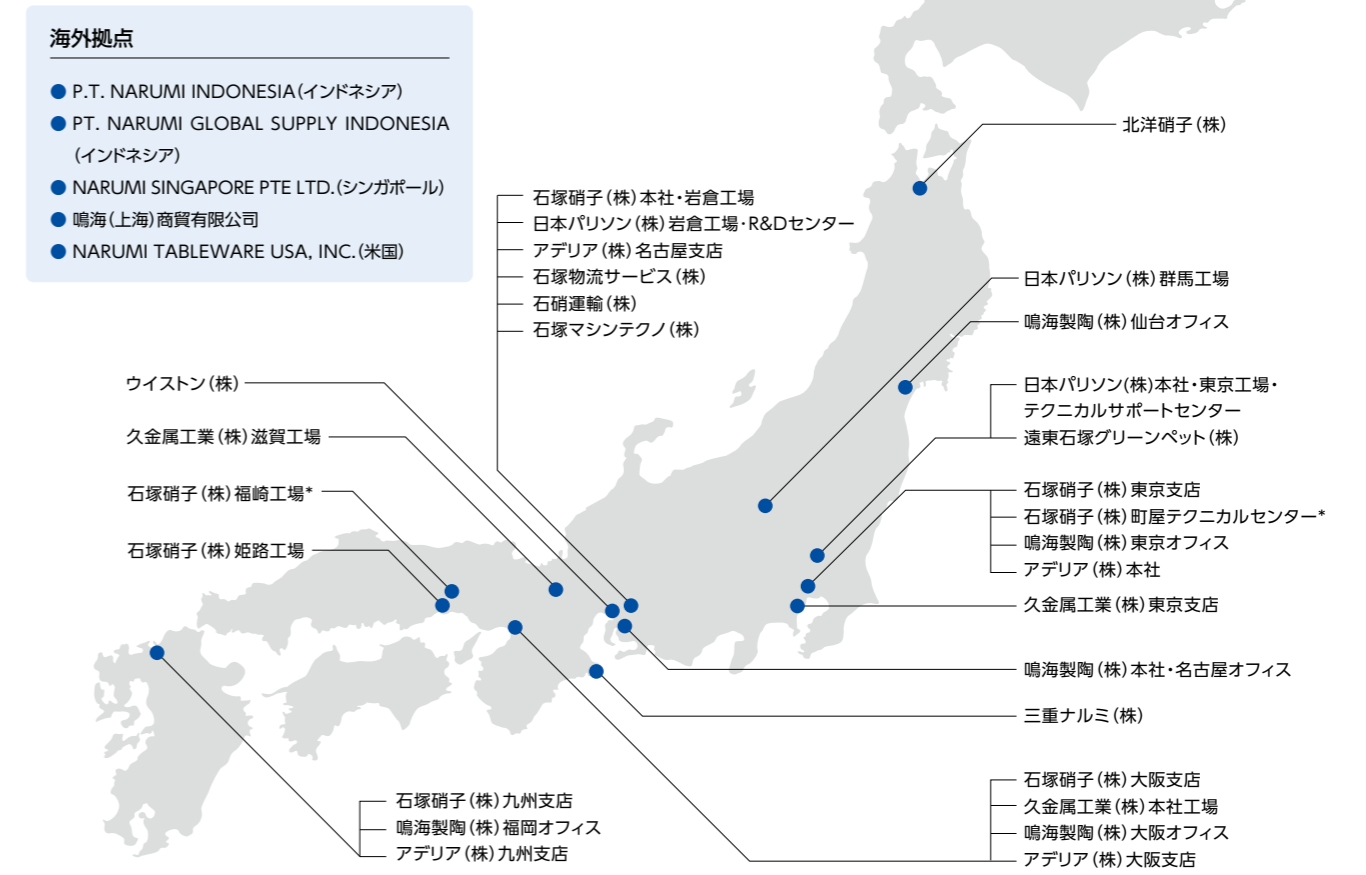 海外拠点
P.T. NARUMI INDONESIA(インドネシア)
PT. NARUMI GLOBAL SUPPLY INDONESIA
(インドネシア)
NARUMI SINGAPORE PTE LTD.(シンガポール)
鳴海(上海)商貿有限公司
NARUMI TABLEWARE USA, INC.(米国)
北洋硝子(株)
石塚硝子(株)本社・岩倉工場
日本パリソン(株)岩倉工場・R&Dセンター
アデリア(株)名古屋支店
石塚物流サービス(株)
石硝運輸(株)
石塚マシンテクノ(株)
日本パリソン(株)群馬工場
鳴海製陶(株)仙台オフィス
日本パリソン(株)本社・東京工場・
テクニカルサポートセンター
遠東石塚グリーンペット(株)
石塚硝子(株)東京支店
石塚硝子(株)町屋テクニカルセンター*
鳴海製陶(株)東京オフィス
アデリア(株)本社
久金属工業(株)東京支店
鳴海製陶(株)本社・名古屋オフィス
三重ナルミ(株)
ウイストン(株)
久金属工業(株)滋賀工場
石塚硝子(株)福崎工場*
石塚硝子(株)姫路工場
石塚硝子(株)九州支店
鳴海製陶(株)福岡オフィス
アデリア(株)九州支店
石塚硝子(株)大阪支店
久金属工業(株)本社工場
鳴海製陶(株)大阪オフィス
アデリア(株)大阪支店